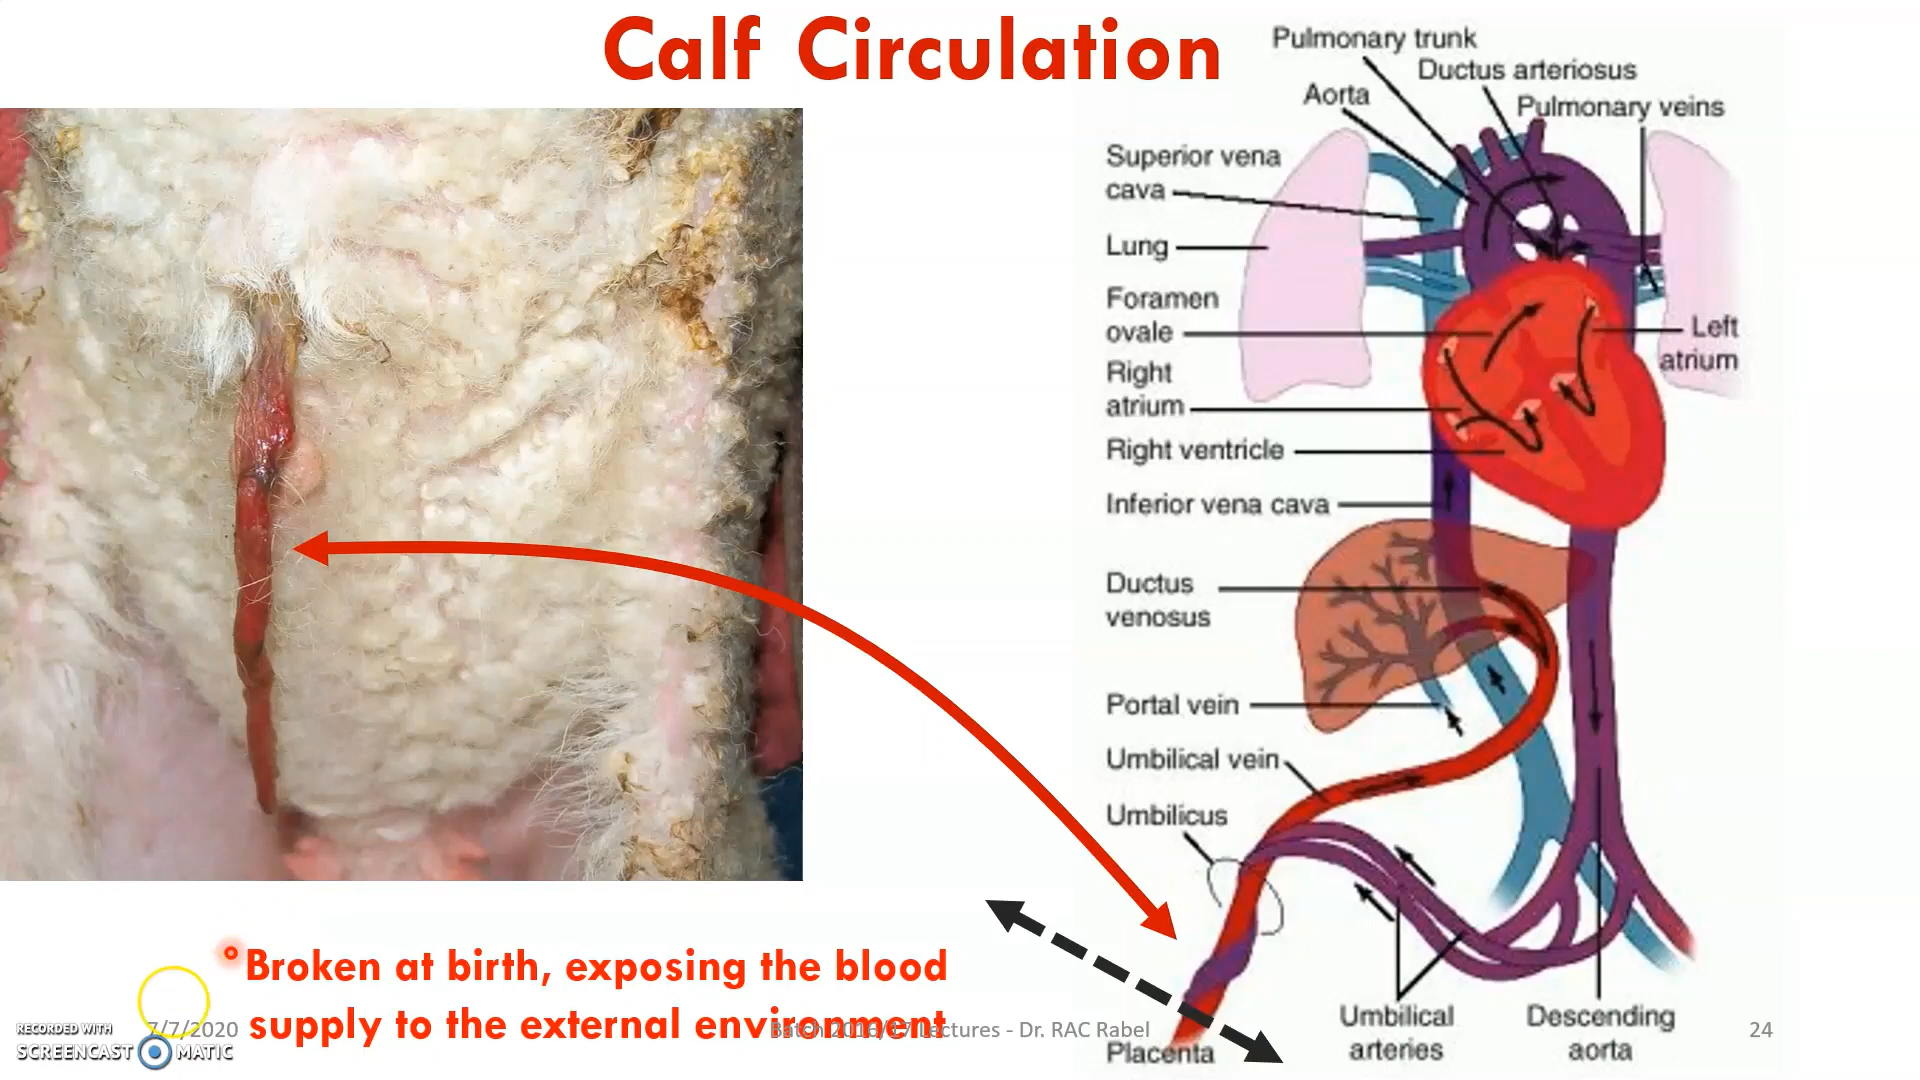 Calf Circulation
Pulmonary trunk
Ductus arteriosus
Aorta
Pulmonary veins
Superior vena
cava
Lung
Foramen
ovale
Left
atrium
Right
atrium
Right ventricle
Inferior vena cava
Ductus
venosus
Portal vein
Umbilical vein
Umbilicus
Umbilical
arteries
Descending
aorta
Placenta
°Broken at birth, exposing the blood
supply to the external environment
7/7/2020
Batch 2016/17 Lectures - Dr. RAC Rabel
24
RECORDED WITH
SCREENCAST MATIC